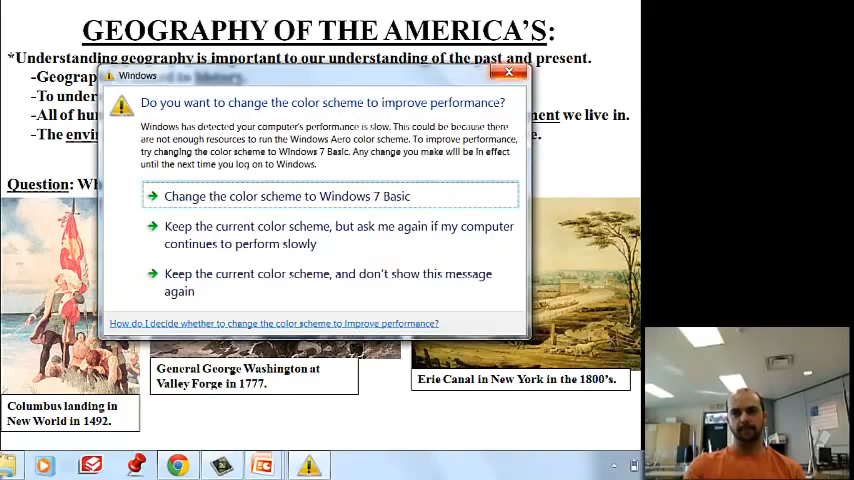 GEOGRAPHY OF THE AMERICA'S:
*Understanding geography is important to our understanding of the past and present.
-Geograp history.
-To under
-All of hum ment we live in.
-The envi e.
Windows
Do you want to change the color scheme to improve performance?
Windows has detected your computer's performance is slow. This could be because there
are not enough resources to run the Windows Aero color scheme. To improve performance,
try changing the color scheme to Windows 7 Basic. Any change you make will be in effect
until the next time you log on to Windows.
Question: Wh
Change the color scheme to Windows 7 Basic
Keep the current color scheme, but ask me again if my computer
continues to perform slowly
Keep the current color scheme, and don't show this message
again
How do I decide whether to change the color scheme to improve performance?
General George Washington at
Valley Forge in 1777.
Erie Canal in New York in the 1800's.
Columbus landing in
New World in 1492.